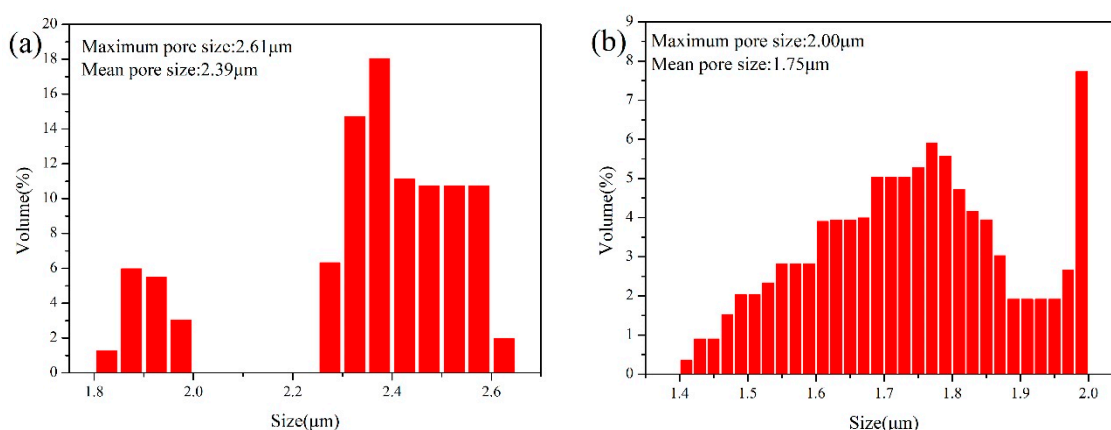 (a)
Maximum pore size:2.61μm
Mean pore size:2.39μm
Volume(%)
20
18
16
14
12
10
8
6
4
2
0
1.8 2.0 2.2 2.4 2.6
Size(μm)
(b)
Maximum pore size:2.00μm
Mean pore size:1.75μm
Volume(%)
9
8
7
6
5
4
3
2
1
0
1.4 1.5 1.6 1.7 1.8 1.9 2.0
Size(μm)